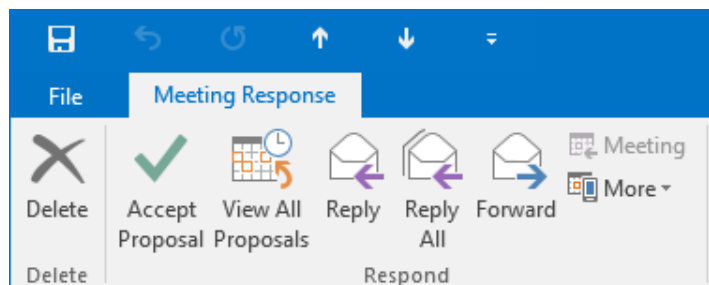 File Meeting Response
Delete Accept Proposal View All Proposals Reply Reply All Forward Meeting
More
Delete Respond